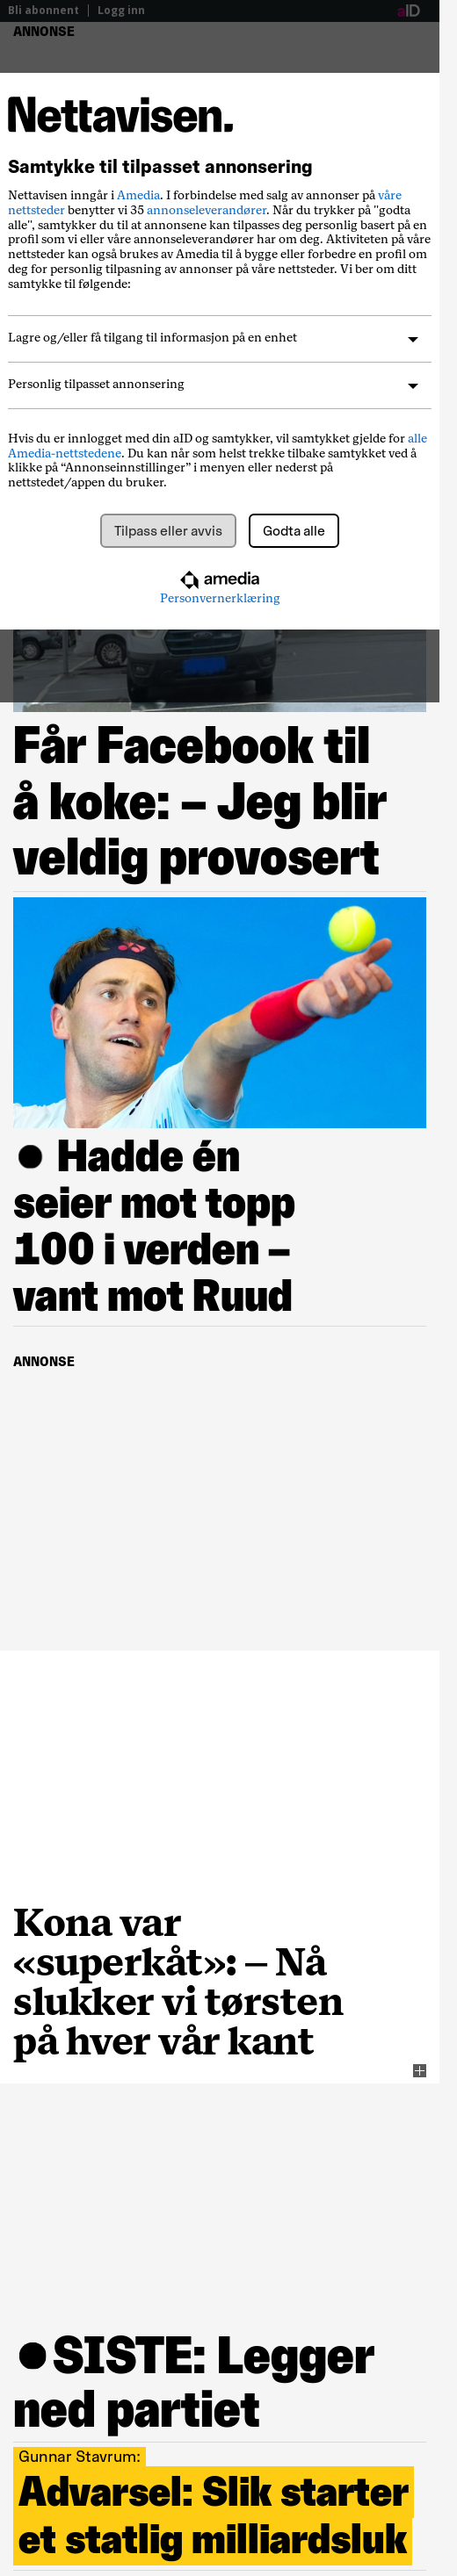 Bli abonnent | Logg inn aID
ANNONSE
Nettavisen.
Samtykke til tilpasset annonsering
Nettavisen inngår i Amedia. I forbindelse med salg av annonser på våre
nettsteder benytter vi 35 annonseleverandører. Når du trykker på "godta
alle", samtykker du til at annonsene kan tilpasses deg personlig basert på en
profil som vi eller våre annonseleverandører har om deg. Aktiviteten på våre
nettsteder kan også brukes av Amedia til å bygge eller forbedre en profil om
deg for personlig tilpasning av annonser på våre nettsteder. Vi ber om ditt
samtykke til følgende:
Lagre og/eller få tilgang til informasjon på en enhet
Personlig tilpasset annonsering
Hvis du er innlogget med din aID og samtykker, vil samtykket gjelde for alle
Amedia-nettstedene. Du kan når som helst trekke tilbake samtykket ved å
klikke på “Annonseinnstillinger” i menyen eller nederst på
nettstedet/appen du bruker.
Tilpass eller avvis Godta alle
amedia
Personvernerklæring
Får Facebook til
å koke: – Jeg blir
veldig provosert
● Hadde én
seier mot topp
100 i verden –
vant mot Ruud
ANNONSE
Kona var
«superkåt»: – Nå
slukker vi tørsten
på hver vår kant
●SISTE: Legger
ned partiet
Gunnar Stavrum:
Advarsel: Slik starter
et statlig milliardsluk